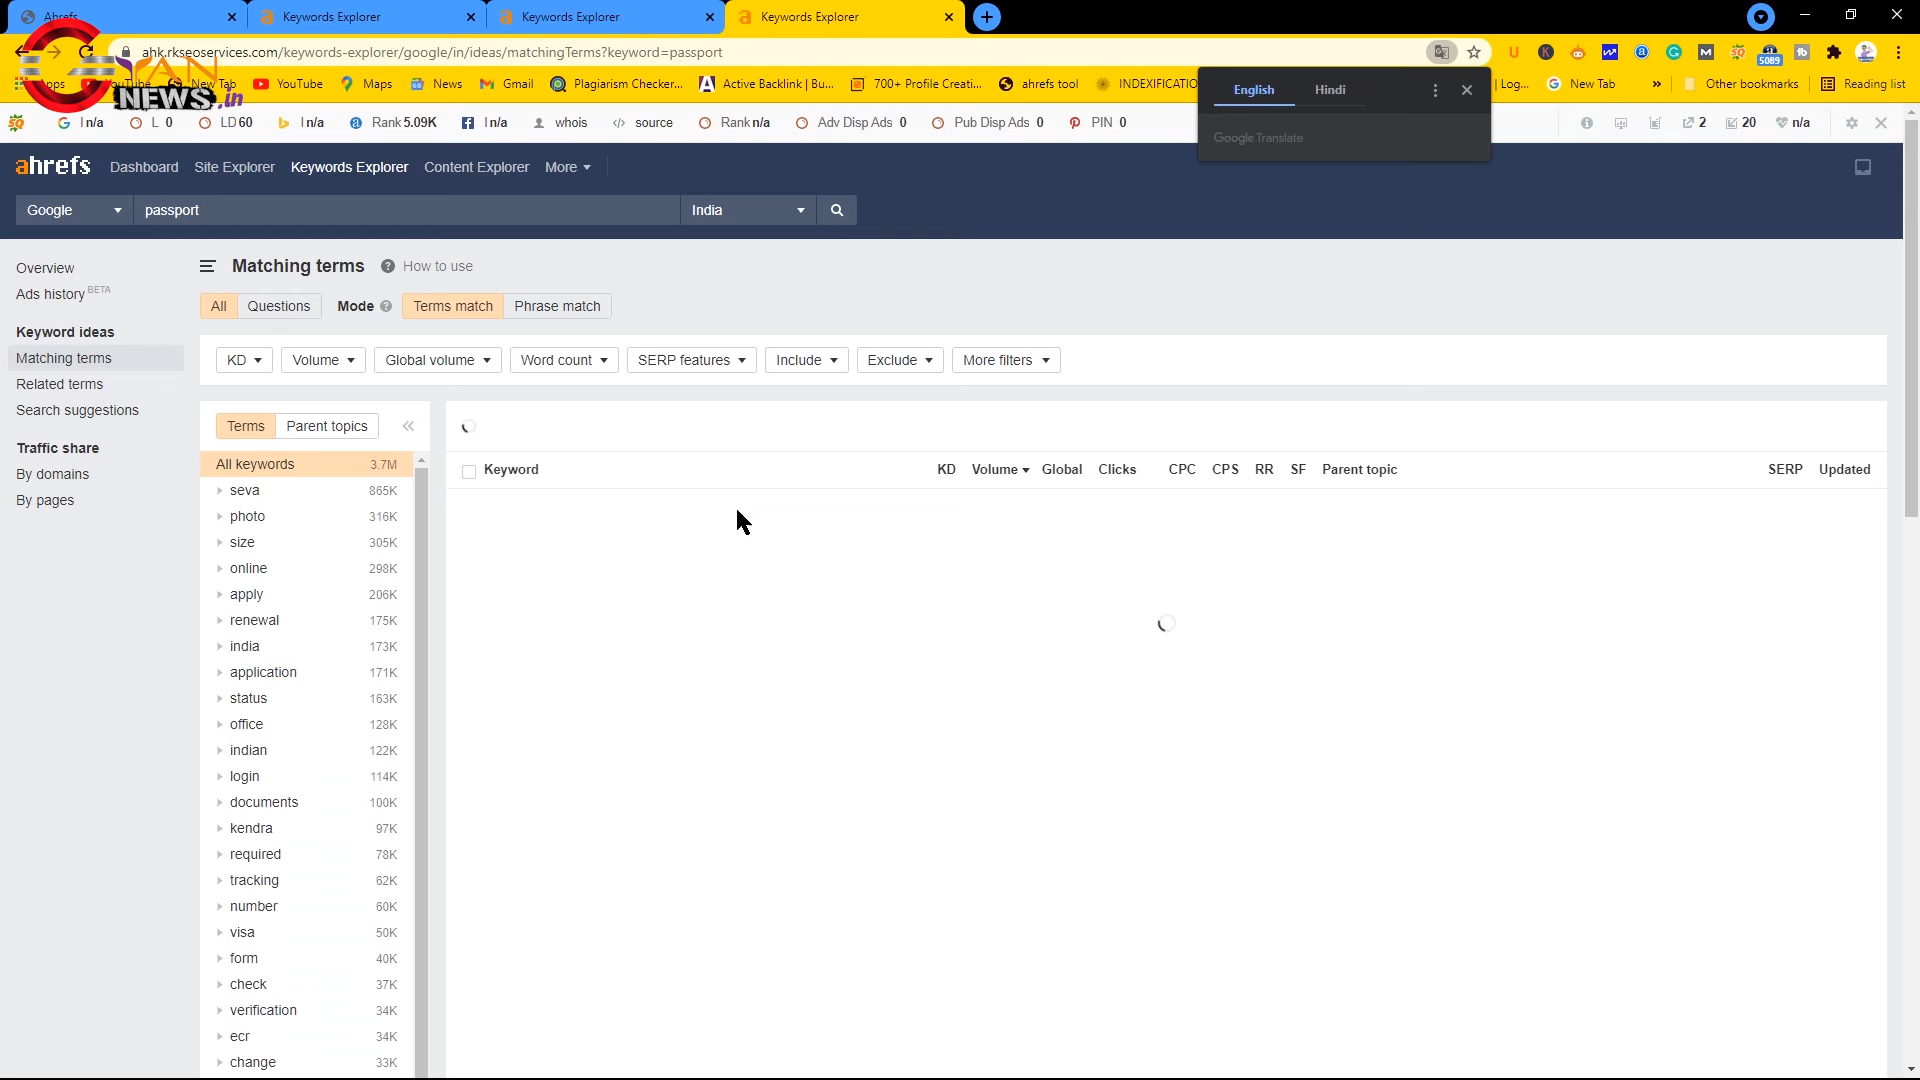 Ahrefs
Keywords Explorer
Keywords Explorer
Keywords Explorer
ahk.rkseoservices.com/keywords-explorer/google/in/ideas/matchingTerms?keyword=passport
NEWS.in
New Tab
YouTube
Maps
News
Gmail
Plagiarism Checker...
Active Backlink | Bu...
700+ Profile Creati...
ahrefs tool
INDEXIFICATIO
| Log...
New Tab
»
Other bookmarks
Reading list
5089
English
Hindi
Google Translate
I n/a
L 0
LD 60
I n/a
Rank 5.09K
I n/a
whois
source
Rank n/a
Adv Disp Ads 0
Pub Disp Ads 0
PIN 0
2
20
n/a
ahrefs
Dashboard
Site Explorer
Keywords Explorer
Content Explorer
More
Google
passport
India
Overview
Ads history BETA
Keyword ideas
Matching terms
Related terms
Search suggestions
Traffic share
By domains
By pages
Matching terms
How to use
All
Questions
Mode
Terms match
Phrase match
KD
Volume
Global volume
Word count
SERP features
Include
Exclude
More filters
Terms
Parent topics
All keywords 3.7M
seva 865K
photo 316K
size 305K
online 298K
apply 206K
renewal 175K
india 173K
application 171K
status 163K
office 128K
indian 122K
login 114K
documents 100K
kendra 97K
required 78K
tracking 62K
number 60K
visa 50K
form 40K
check 37K
verification 34K
ecr 34K
change 33K
Keyword
KD
Volume
Global
Clicks
CPC
CPS
RR
SF
Parent topic
SERP
Updated